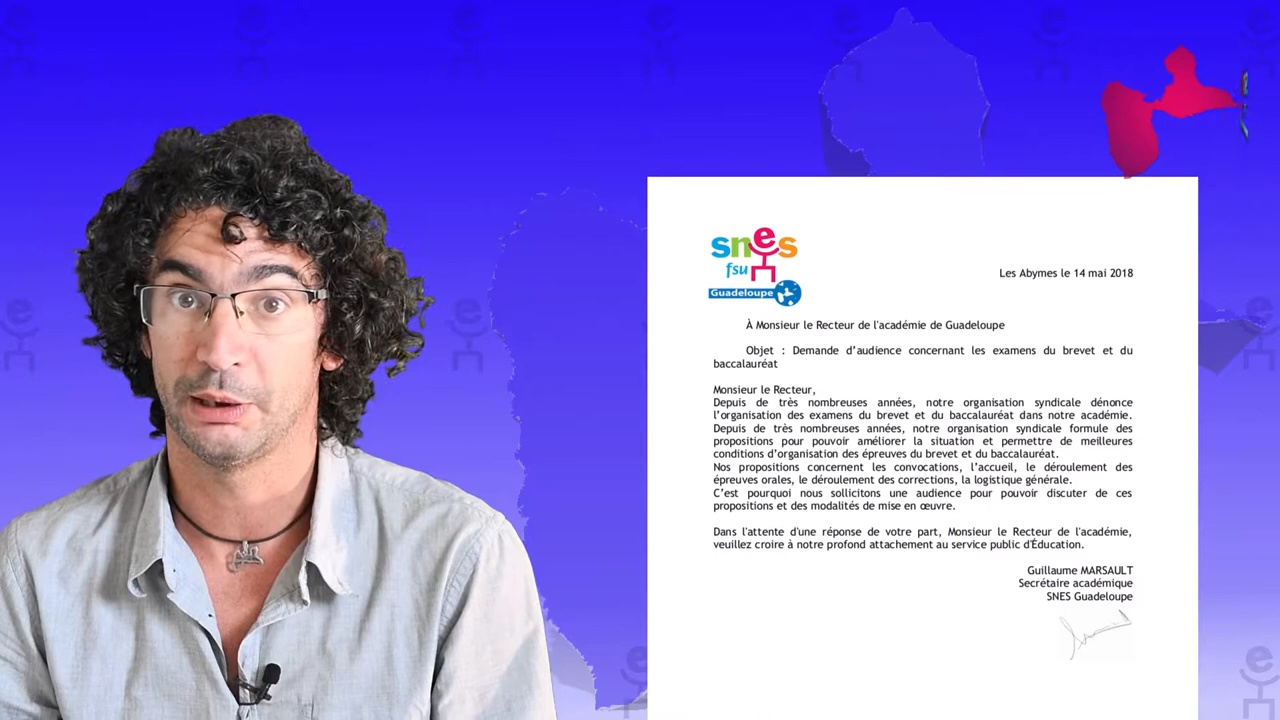 snes
fsu
Guadeloupe
Les Abymes le 14 mai 2018
À Monsieur le Recteur de l'académie de Guadeloupe
Objet : Demande d’audience concernant les examens du brevet et du
baccalauréat
Monsieur le Recteur,
Depuis de très nombreuses années, notre organisation syndicale dénonce
l’organisation des examens du brevet et du baccalauréat dans notre académie.
Depuis de très nombreuses années, notre organisation syndicale formule des
propositions pour pouvoir améliorer la situation et permettre de meilleures
conditions d’organisation des épreuves du brevet et du baccalauréat.
Nos propositions concernent les convocations, l’accueil, le déroulement des
épreuves orales, le déroulement des corrections, la logistique générale.
C’est pourquoi nous sollicitons une audience pour pouvoir discuter de ces
propositions et des modalités de mise en œuvre.
Dans l'attente d'une réponse de votre part, Monsieur le Recteur de l'académie,
veuillez croire à notre profond attachement au service public d'Éducation.
Guillaume MARSAULT
Secrétaire académique
SNES Guadeloupe